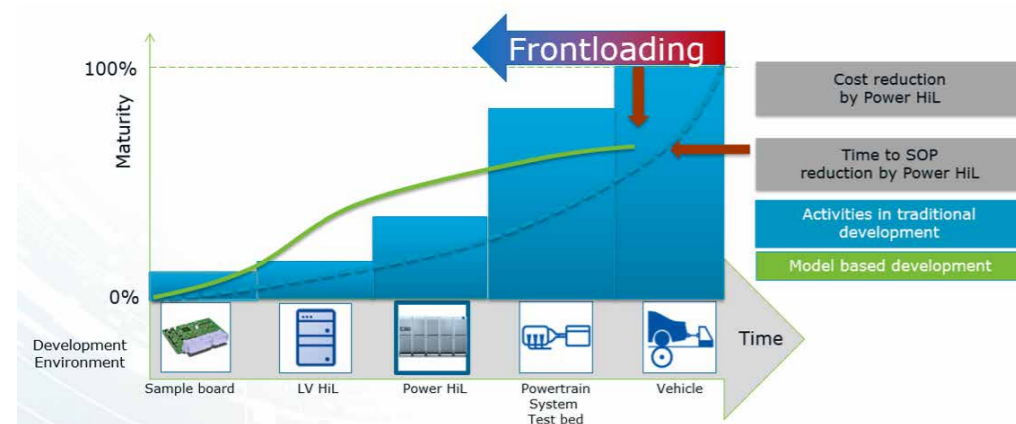 Frontloading
100%
Maturity
0%
Cost reduction
by Power HiL
Time to SOP
reduction by Power HiL
Activities in traditional
development
Model based development
Time
Development
Environment
Sample board
LV HiL
Power HiL
Powertrain
System
Test bed
Vehicle